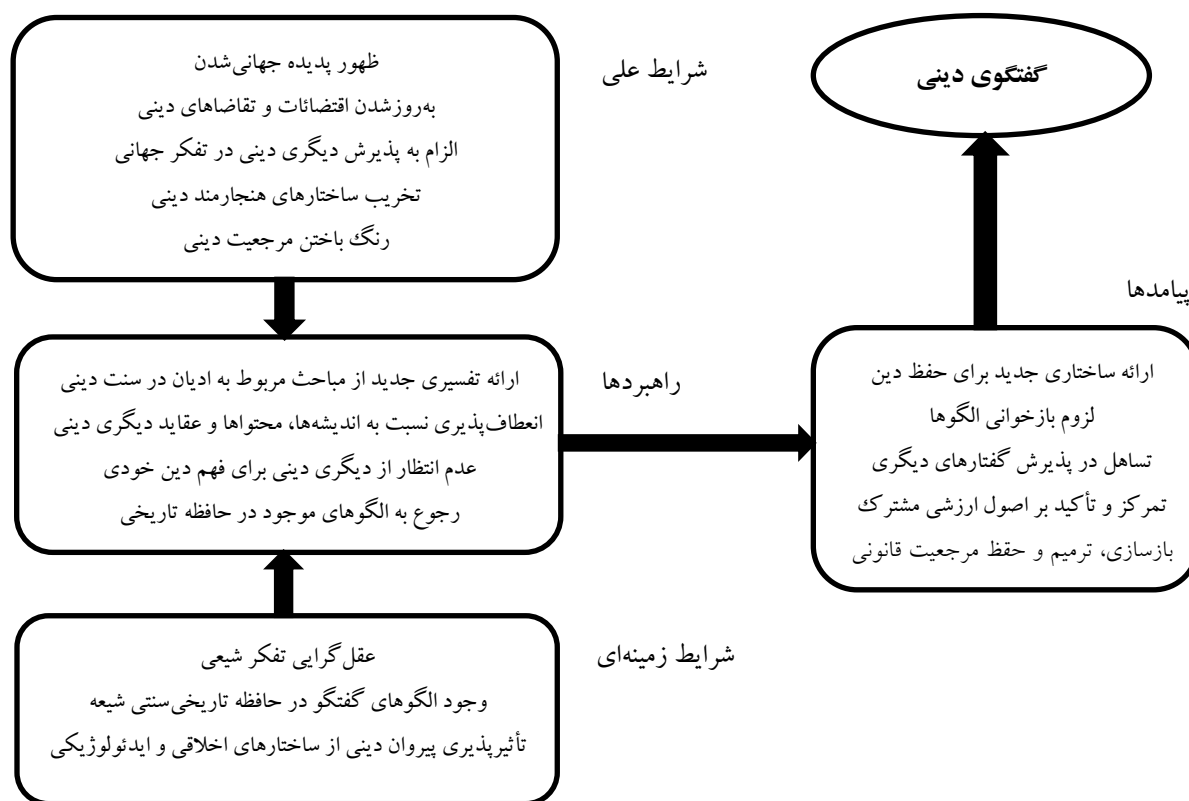 شرایط علی
ظهور پدیده جهانی‌شدن
به‌روزشدن اقتضائات و تقاضاهای دینی
الزام به پذیرش دیگری دینی در تفکر جهانی
تخریب ساختارهای هنجارمند دینی
رنگ باختن مرجعیت دینی
راهبردها
ارائه تفسیری جدید از مباحث مربوط به ادیان در سنت دینی
انعطاف‌پذیری نسبت به اندیشه‌ها، محتواها و عقاید دیگری دینی
عدم انتظار از دیگری دینی برای فهم دین خودی
رجوع به الگوهای موجود در حافظه تاریخی
شرایط زمینه‌ای
عقل‌گرایی تفکر شیعی
وجود الگوهای گفتگو در حافظه تاریخی‌سنتی شیعه
تأثیرپذیری پیروان دینی از ساختارهای اخلاقی و ایدئولوژیکی
پیامدها
ارائه ساختاری جدید برای حفظ دین
لزوم بازخوانی الگوها
تساهل در پذیرش گفتارهای دیگری
تمرکز و تأکید بر اصول ارزشی مشترک
بازسازی، ترمیم و حفظ مرجعیت قانونی
گفتگوی دینی